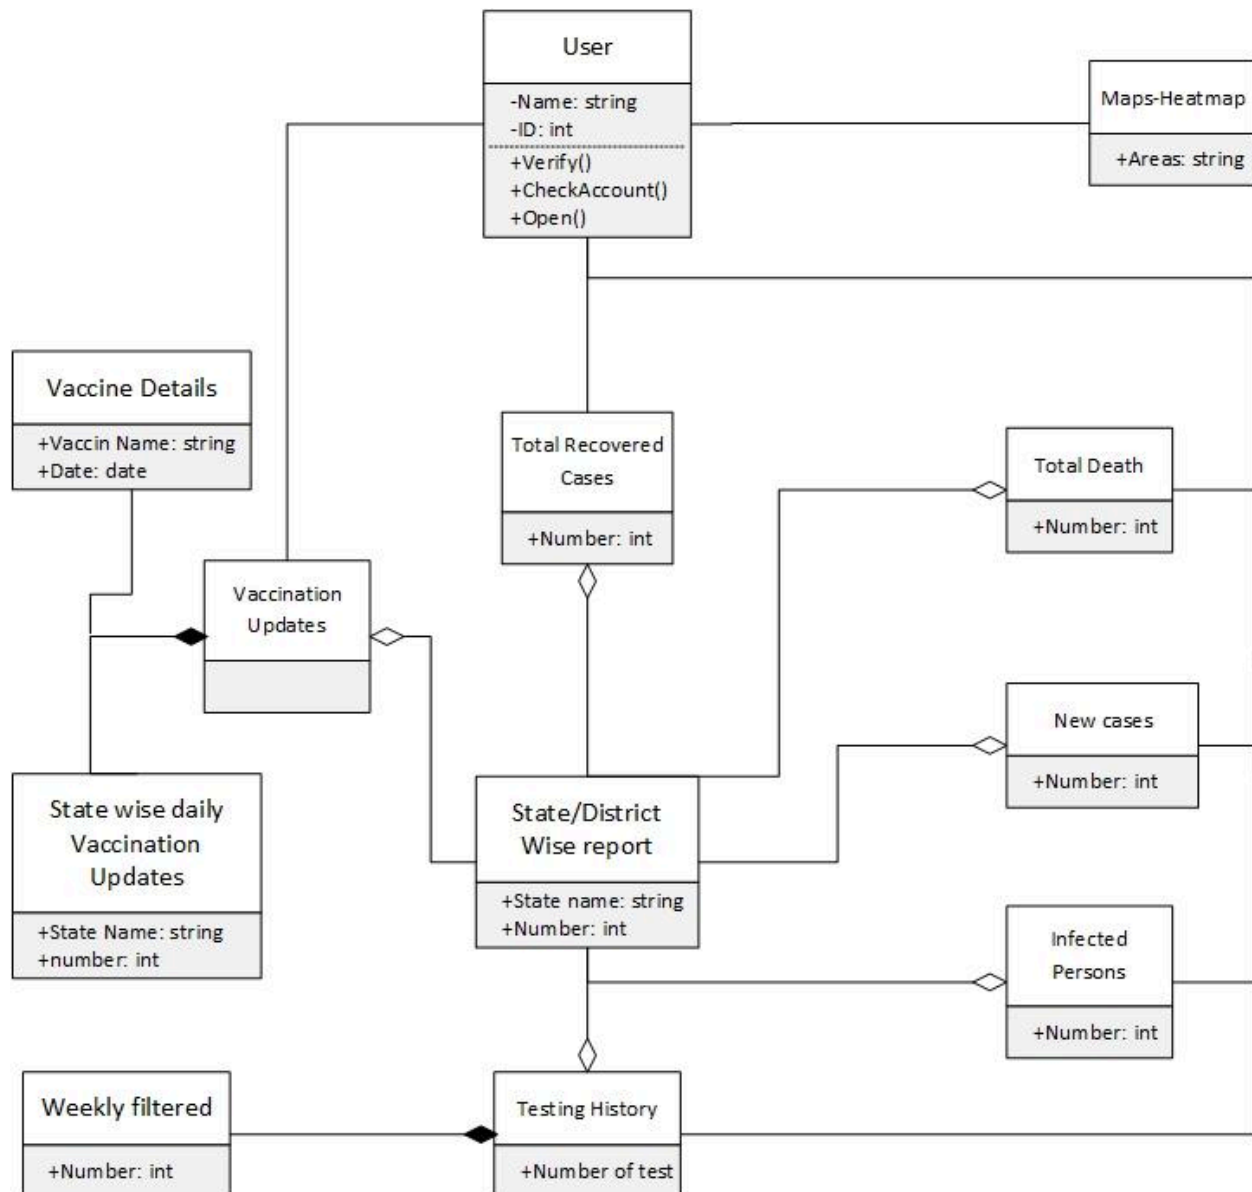 User
-Name: string
-ID: int
+Verify()
+CheckAccount()
+Open()
Maps-Heatmap
+Areas: string
Vaccine Details
+Vaccin Name: string
+Date: date
Total Recovered
Cases
+Number: int
Total Death
+Number: int
Vaccination
Updates
New cases
+Number: int
State wise daily
Vaccination
Updates
+State Name: string
+number: int
State/District
Wise report
+State name: string
+Number: int
Infected
Persons
+Number: int
Weekly filtered
+Number: int
Testing History
+Number of test